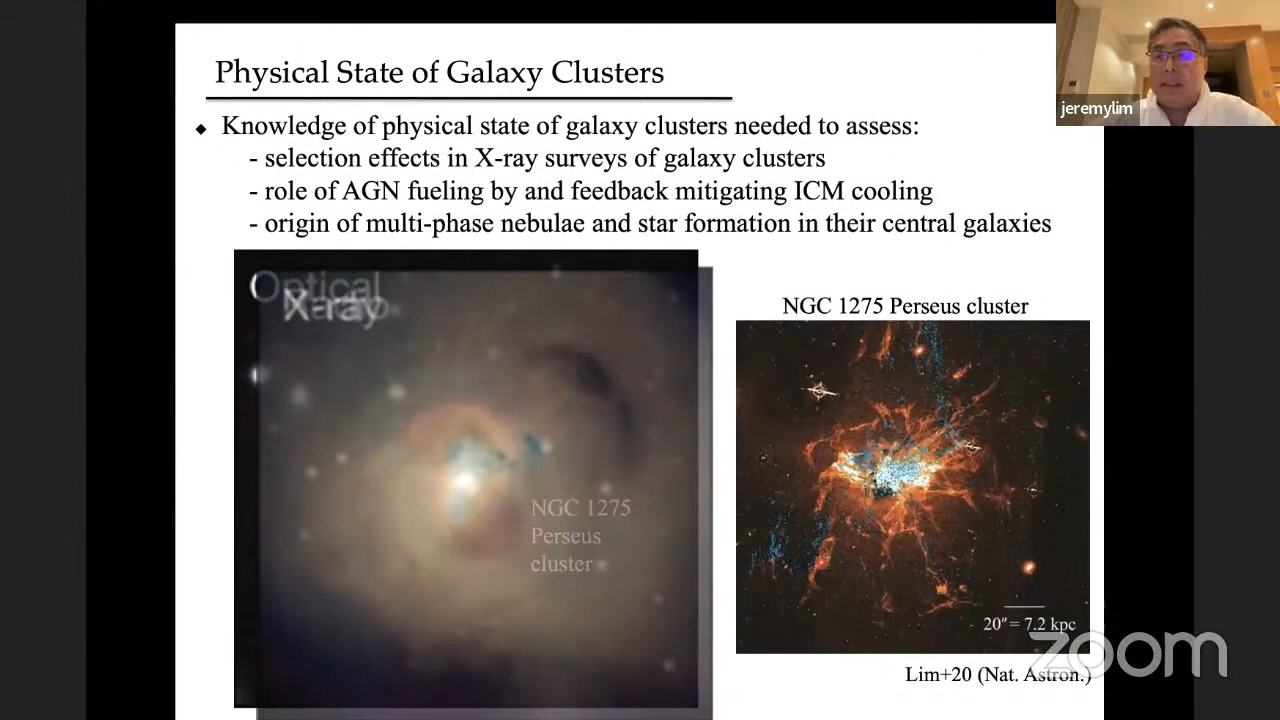 Physical State of Galaxy Clusters
jeremylim
◆ Knowledge of physical state of galaxy clusters needed to assess:
- selection effects in X-ray surveys of galaxy clusters
- role of AGN fueling by and feedback mitigating ICM cooling
- origin of multi-phase nebulae and star formation in their central galaxies
Optical
X-ray
NGC 1275 Perseus cluster
NGC 1275
Perseus
cluster
20″= 7.2 kpc
zoom
Lim+20 (Nat. Astron.)